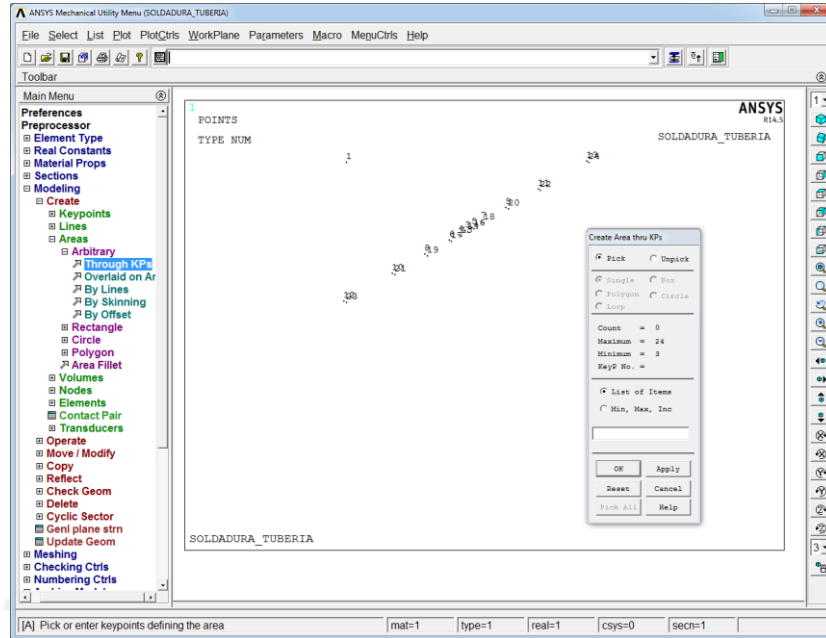 ANSYS Mechanical Utility Menu (SOLDADURA_TUBERIA)
File Select List Plot PlotCtrls WorkPlane Parameters Macro MenuCtrls Help
Toolbar
Main Menu
Preferences
Preprocessor
Element Type
Real Constants
Material Props
Sections
Modeling
Create
Keypoints
Lines
Areas
Arbitrary
Through KPs
Overlaid on Ar
By Lines
By Skinning
By Offset
Rectangle
Circle
Polygon
Area Fillet
Volumes
Nodes
Elements
Contact Pair
Transducers
Operate
Move / Modify
Copy
Reflect
Check Geom
Delete
Cyclic Sector
Genl plane strn
Update Geom
Meshing
Checking Ctrls
Numbering Ctrls
1
POINTS
TYPE NUM
ANSYS
R14.5
SOLDADURA_TUBERIA
1
22
20
18
19
SOLDADURA_TUBERIA
Create Area thru KPs
Pick Unpick
Single Box
Polygon Circle
Loop
Count = 0
Maximum = 24
Minimum = 3
KeyP No. =
List of Items
Min, Max, Inc
OK Apply
Reset Cancel
Pick All Help
1
3
[A] Pick or enter keypoints defining the area
mat=1 type=1 real=1 csys=0 secn=1